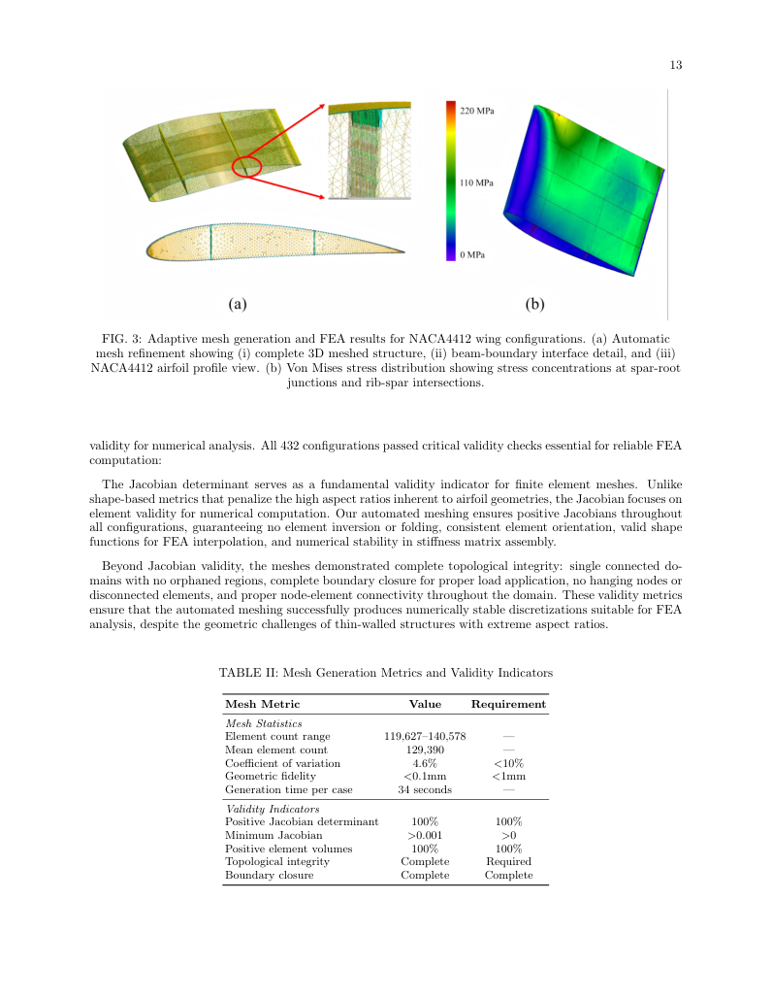 13
220 MPa
110 MPa
0 MPa
(a)
(b)
FIG. 3: Adaptive mesh generation and FEA results for NACA4412 wing configurations. (a) Automatic
mesh refinement showing (i) complete 3D meshed structure, (ii) beam-boundary interface detail, and (iii)
NACA4412 airfoil profile view. (b) Von Mises stress distribution showing stress concentrations at spar-root
junctions and rib-spar intersections.
validity for numerical analysis. All 432 configurations passed critical validity checks essential for reliable FEA
computation:
The Jacobian determinant serves as a fundamental validity indicator for finite element meshes. Unlike
shape-based metrics that penalize the high aspect ratios inherent to airfoil geometries, the Jacobian focuses on
element validity for numerical computation. Our automated meshing ensures positive Jacobians throughout
all configurations, guaranteeing no element inversion or folding, consistent element orientation, valid shape
functions for FEA interpolation, and numerical stability in stiffness matrix assembly.
Beyond Jacobian validity, the meshes demonstrated complete topological integrity: single connected do-
mains with no orphaned regions, complete boundary closure for proper load application, no hanging nodes or
disconnected elements, and proper node-element connectivity throughout the domain. These validity metrics
ensure that the automated meshing successfully produces numerically stable discretizations suitable for FEA
analysis, despite the geometric challenges of thin-walled structures with extreme aspect ratios.
TABLE II: Mesh Generation Metrics and Validity Indicators
Mesh Metric Value Requirement
Mesh Statistics
Element count range 119,627–140,578 —
Mean element count 129,390 —
Coefficient of variation 4.6% <10%
Geometric fidelity <0.1mm <1mm
Generation time per case 34 seconds —
Validity Indicators
Positive Jacobian determinant 100% 100%
Minimum Jacobian >0.001 >0
Positive element volumes 100% 100%
Topological integrity Complete Required
Boundary closure Complete Complete